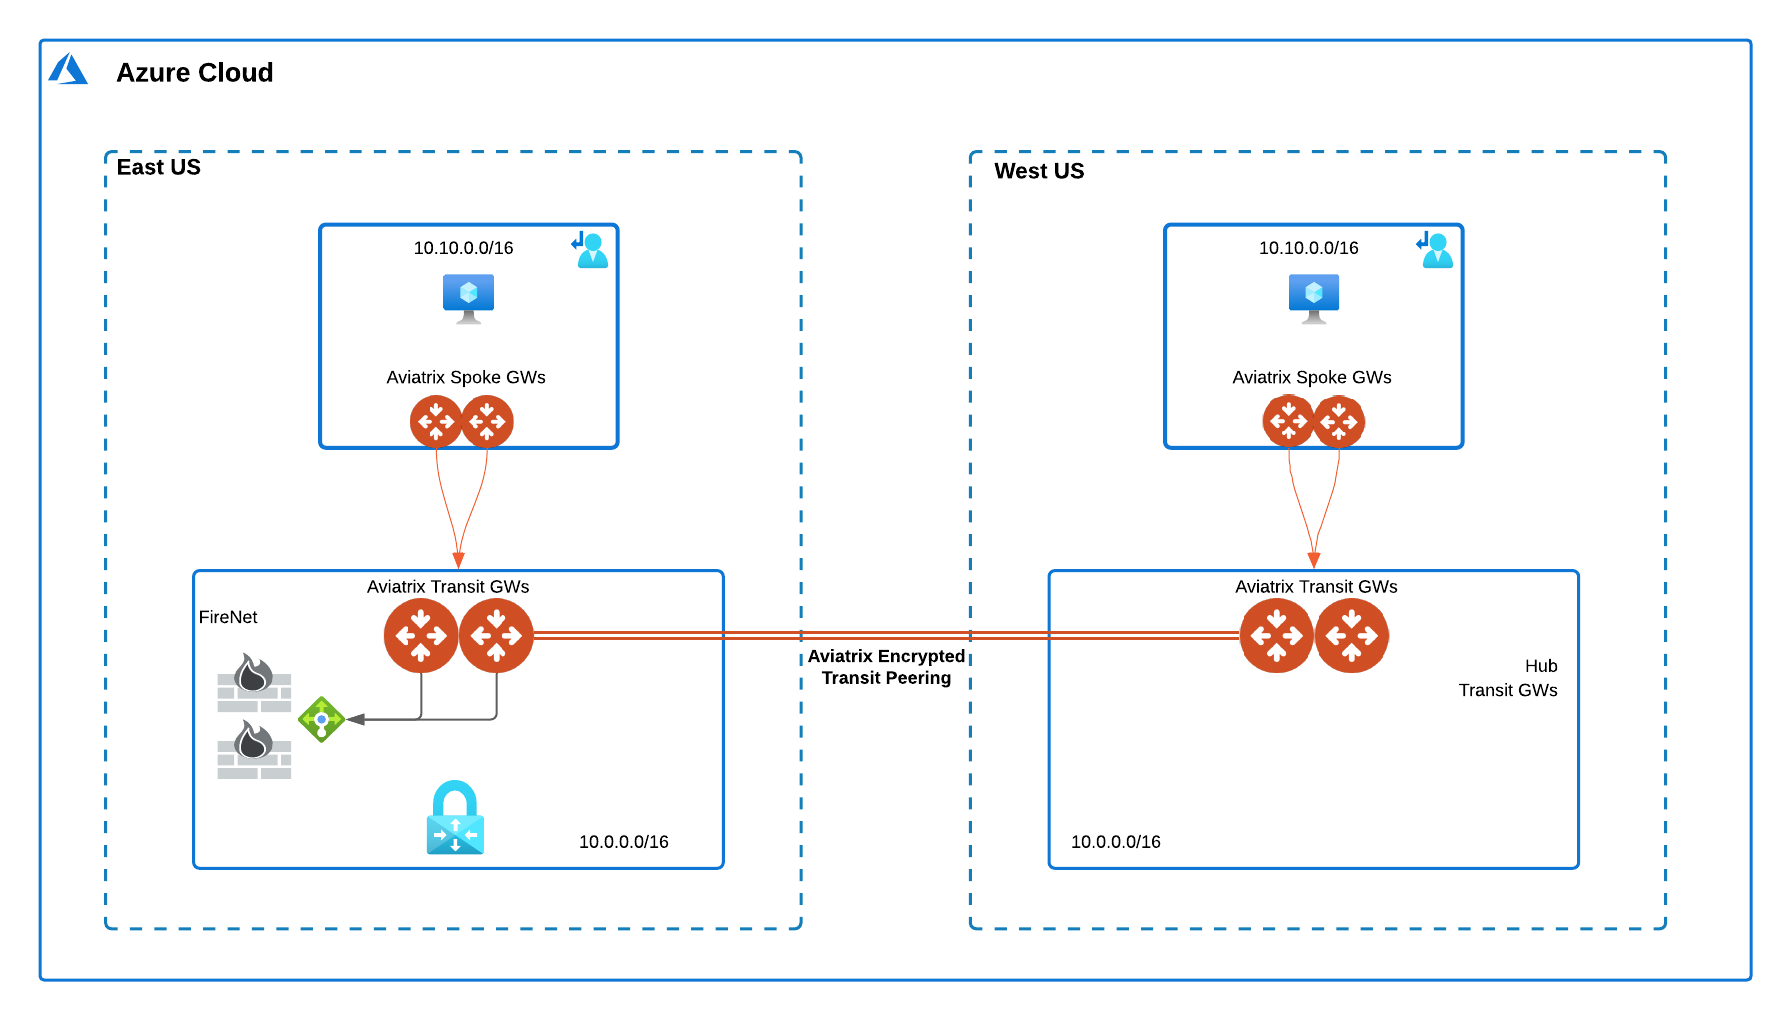 Azure Cloud
East US
10.10.0.0/16
Aviatrix Spoke GWs
Aviatrix Transit GWs
FireNet
10.0.0.0/16
Aviatrix Encrypted
Transit Peering
West US
10.10.0.0/16
Aviatrix Spoke GWs
Aviatrix Transit GWs
Hub
Transit GWs
10.0.0.0/16